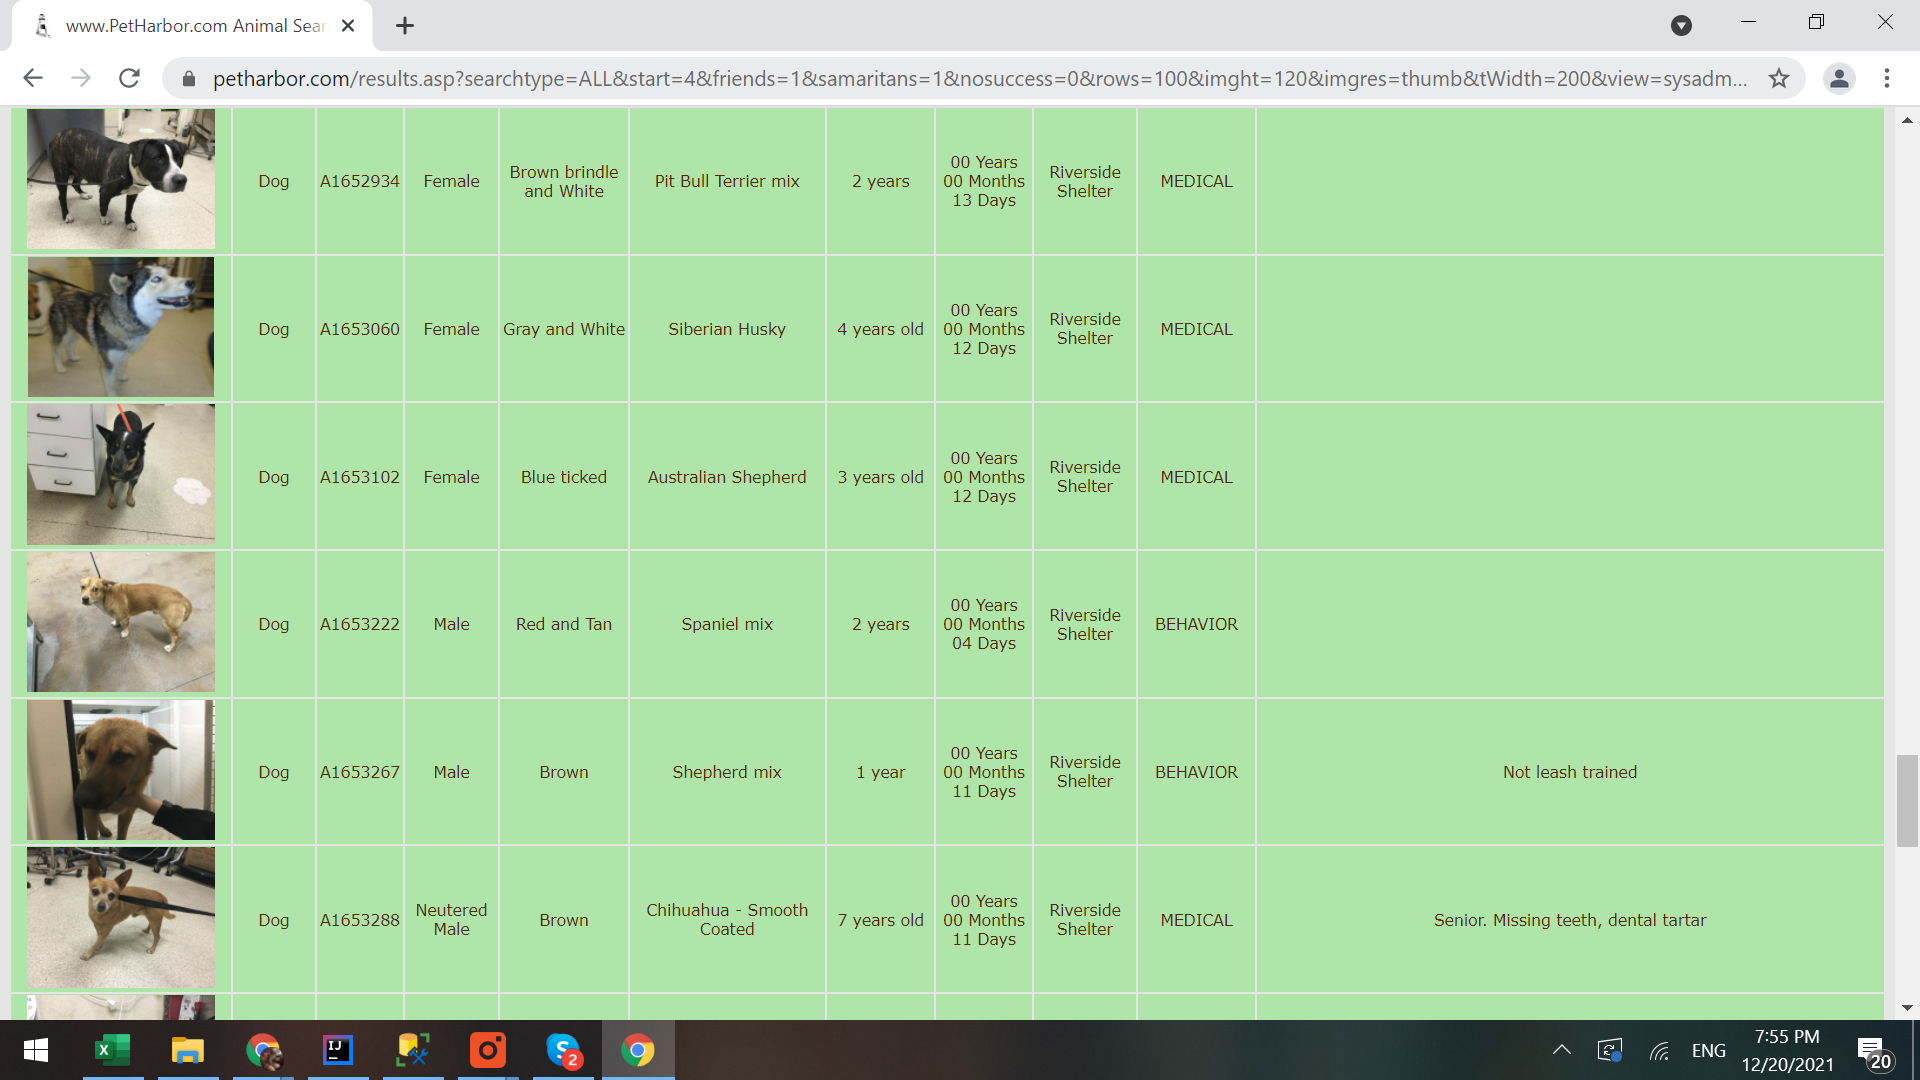 www.PetHarbor.com Animal Sear
petharbor.com/results.asp?searchtype=ALL&start=4&friends=1&samaritans=1&nosuccess=0&rows=100&imght=120&imgres=thumb&tWidth=200&view=sysadm...
Dog
A1652934
Female
Brown brindle
and White
Pit Bull Terrier mix
2 years
00 Years
00 Months
13 Days
Riverside
Shelter
MEDICAL
Dog
A1653060
Female
Gray and White
Siberian Husky
4 years old
00 Years
00 Months
12 Days
Riverside
Shelter
MEDICAL
Dog
A1653102
Female
Blue ticked
Australian Shepherd
3 years old
00 Years
00 Months
12 Days
Riverside
Shelter
MEDICAL
Dog
A1653222
Male
Red and Tan
Spaniel mix
2 years
00 Years
00 Months
04 Days
Riverside
Shelter
BEHAVIOR
Dog
A1653267
Male
Brown
Shepherd mix
1 year
00 Years
00 Months
11 Days
Riverside
Shelter
BEHAVIOR
Not leash trained
Dog
A1653288
Neutered
Male
Brown
Chihuahua - Smooth
Coated
7 years old
00 Years
00 Months
11 Days
Riverside
Shelter
MEDICAL
Senior. Missing teeth, dental tartar
X
IJ
S
2
ENG
7:55 PM
12/20/2021
20